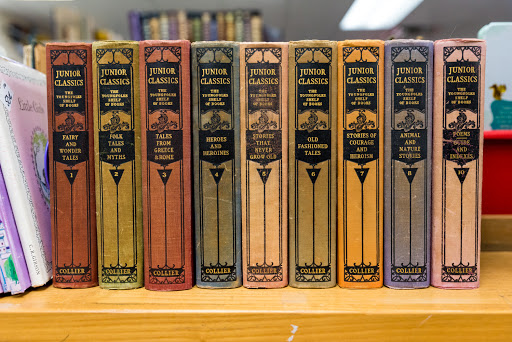 JUNIOR
CLASSICS
THE
YOUNG FOLKS
SHELF
OF BOOKS
FAIRY
AND
WONDER
TALES
1
COLLIER
JUNIOR
CLASSICS
THE
YOUNG FOLKS
SHELF
OF BOOKS
FOLK
TALES
AND
MYTHS
2
COLLIER
JUNIOR
CLASSICS
THE
YOUNG FOLKS
SHELF
OF BOOKS
TALES
FROM
GREECE
& ROME
3
COLLIER
JUNIOR
CLASSICS
THE
YOUNG FOLKS
SHELF
OF BOOKS
HEROES
AND
HEROINES
4
COLLIER
JUNIOR
CLASSICS
THE
YOUNG FOLKS
SHELF
OF BOOKS
STORIES
THAT
NEVER
GROW OLD
5
COLLIER
JUNIOR
CLASSICS
THE
YOUNG FOLKS
SHELF
OF BOOKS
OLD
FASHIONED
TALES
6
COLLIER
JUNIOR
CLASSICS
THE
YOUNG FOLKS
SHELF
OF BOOKS
STORIES OF
COURAGE
AND
HEROISM
7
COLLIER
JUNIOR
CLASSICS
THE
YOUNG FOLKS
SHELF
OF BOOKS
ANIMAL
AND
NATURE
STORIES
8
COLLIER
JUNIOR
CLASSICS
THE
YOUNG FOLKS
SHELF
OF BOOKS
POEMS
GUIDE
AND
INDEXES
10
COLLIER